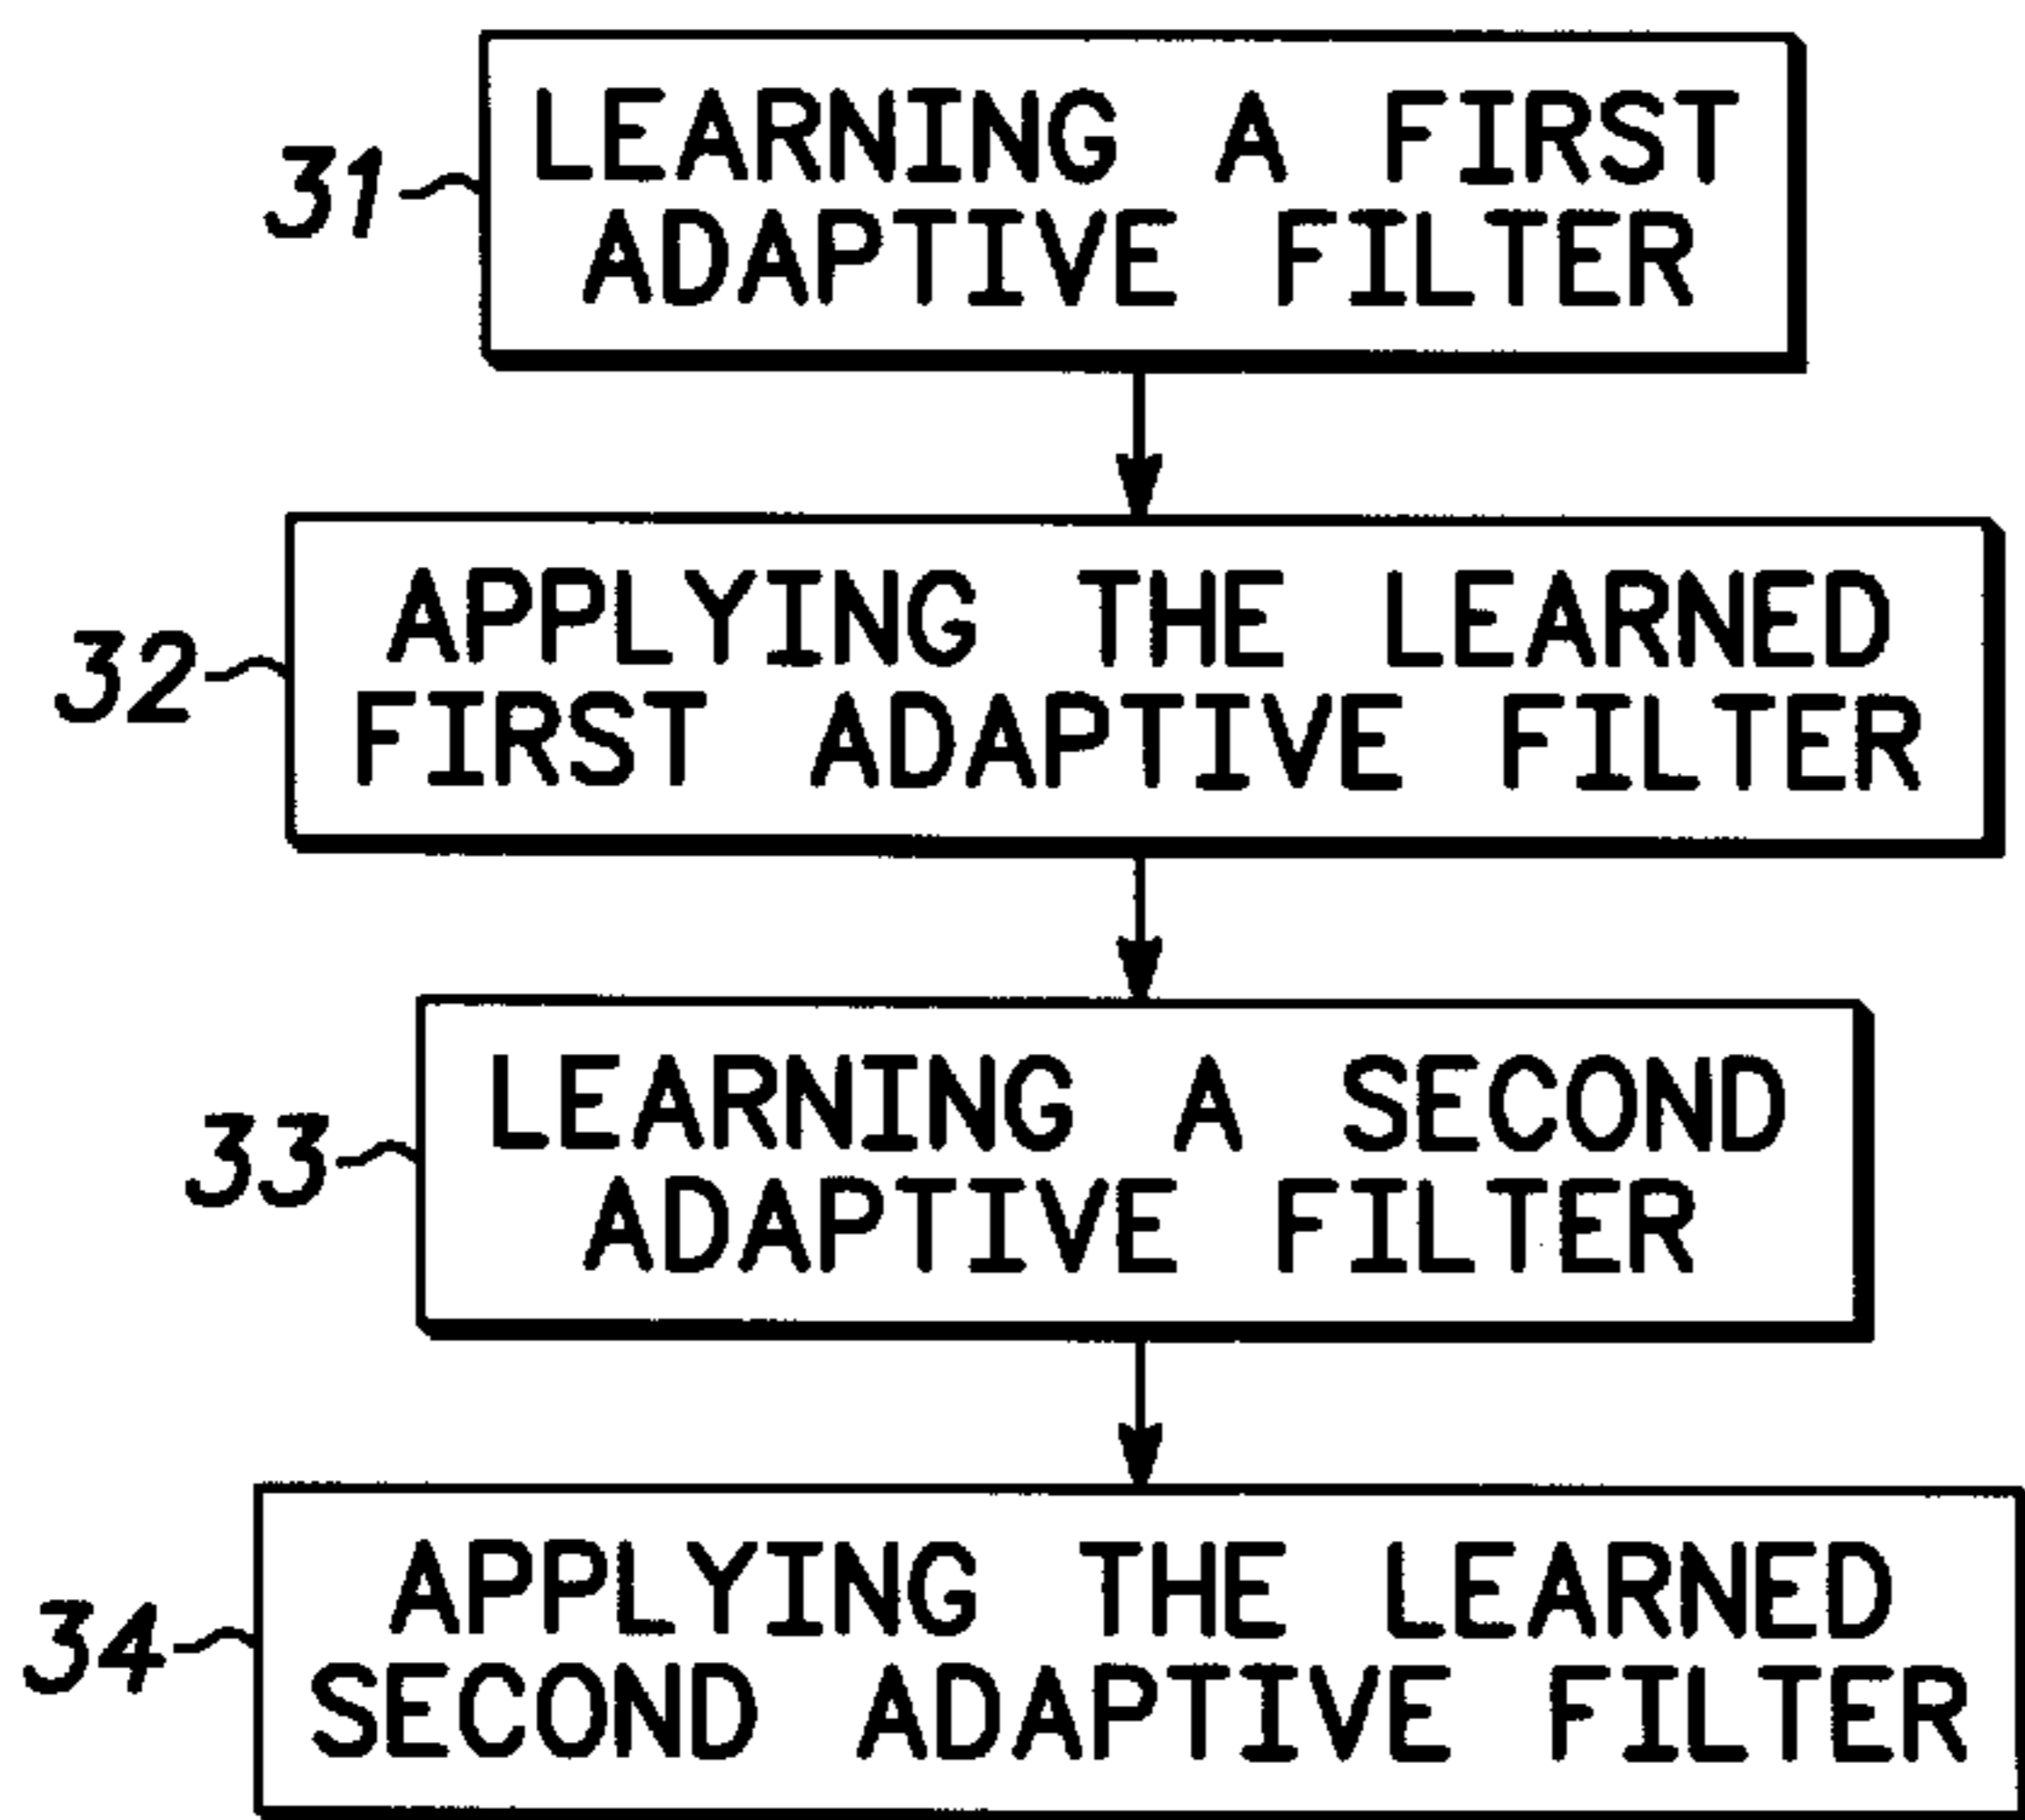 31
LEARNING A FIRST
ADAPTIVE FILTER
32
APPLYING THE LEARNED
FIRST ADAPTIVE FILTER
33
LEARNING A SECOND
ADAPTIVE FILTER
34
APPLYING THE LEARNED
SECOND ADAPTIVE FILTER